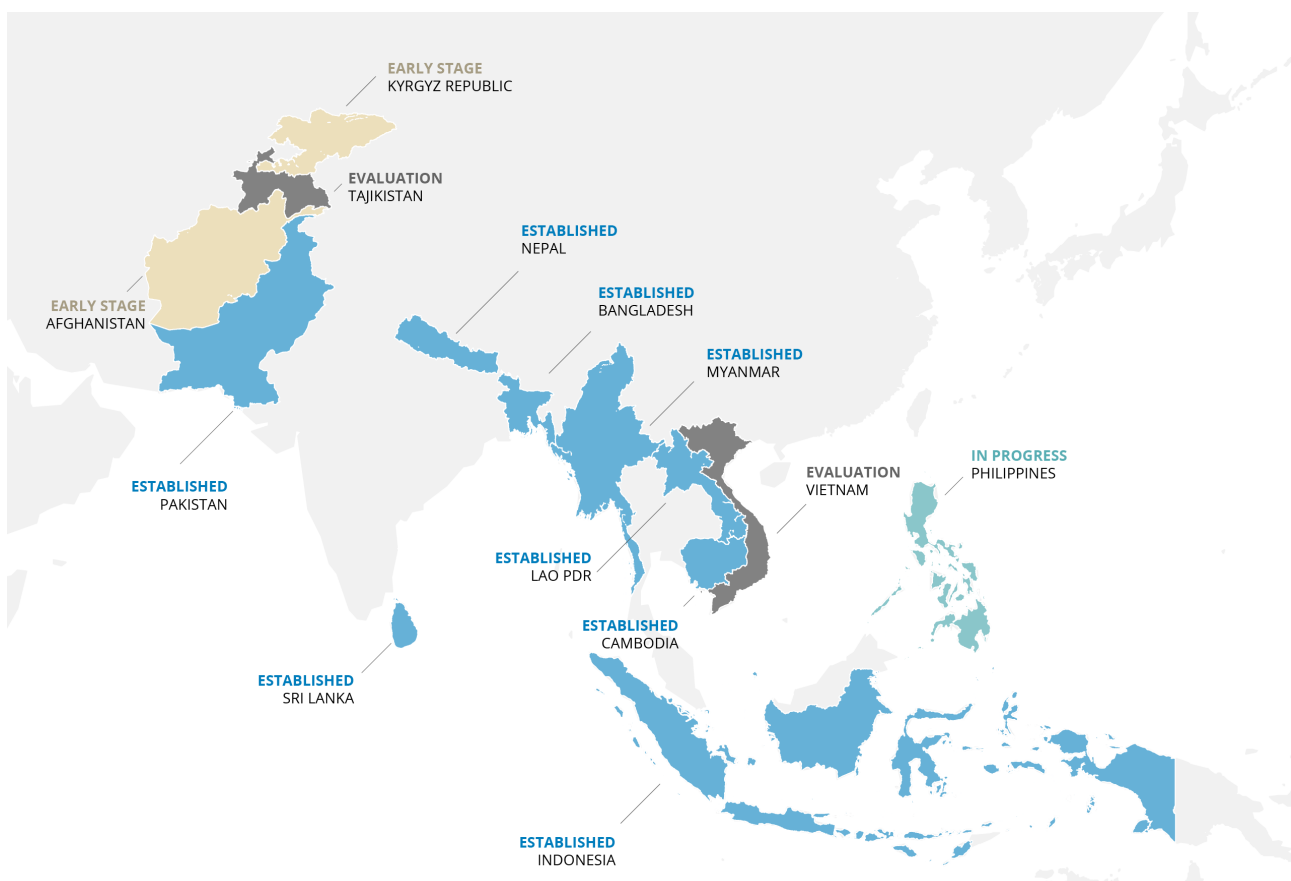 EARLY STAGE
KYRGYZ REPUBLIC
EVALUATION
TAJIKISTAN
ESTABLISHED
NEPAL
ESTABLISHED
BANGLADESH
EARLY STAGE
AFGHANISTAN
ESTABLISHED
MYANMAR
IN PROGRESS
PHILIPPINES
EVALUATION
VIETNAM
ESTABLISHED
PAKISTAN
ESTABLISHED
LAO PDR
ESTABLISHED
CAMBODIA
ESTABLISHED
SRI LANKA
ESTABLISHED
INDONESIA